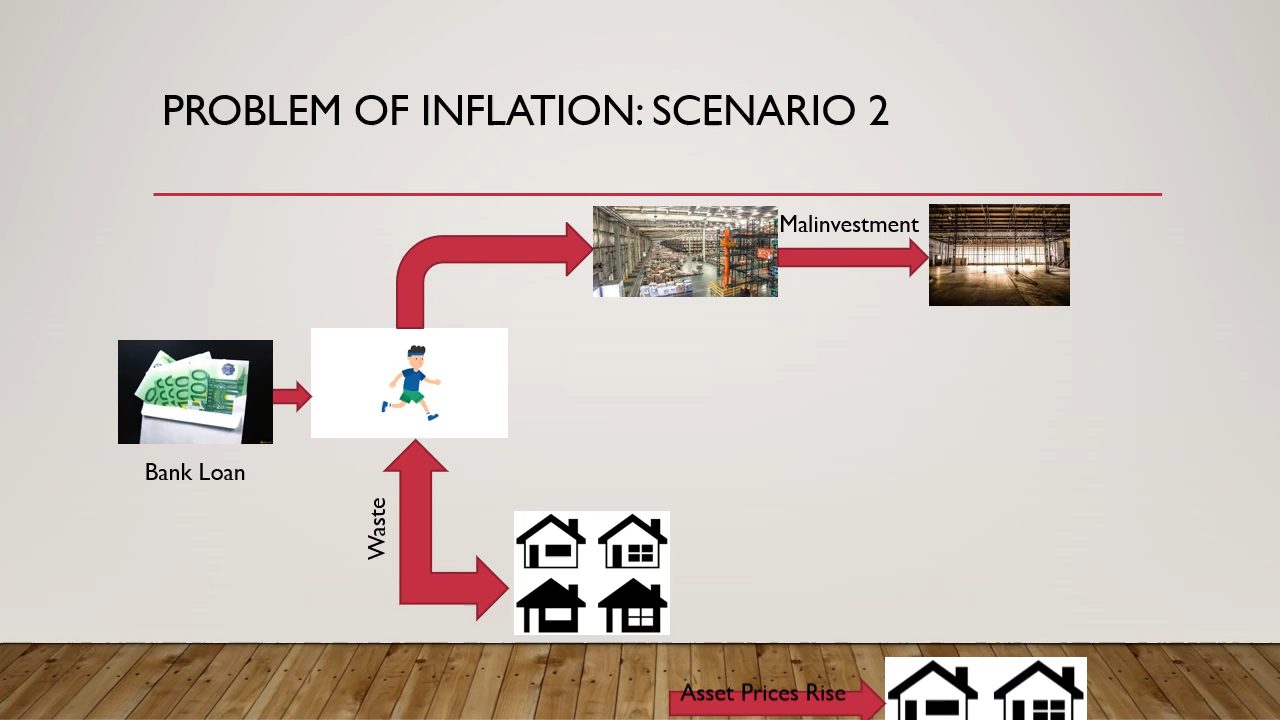 PROBLEM OF INFLATION: SCENARIO 2
Malinvestment
Bank Loan
Waste
Asset Prices Rise